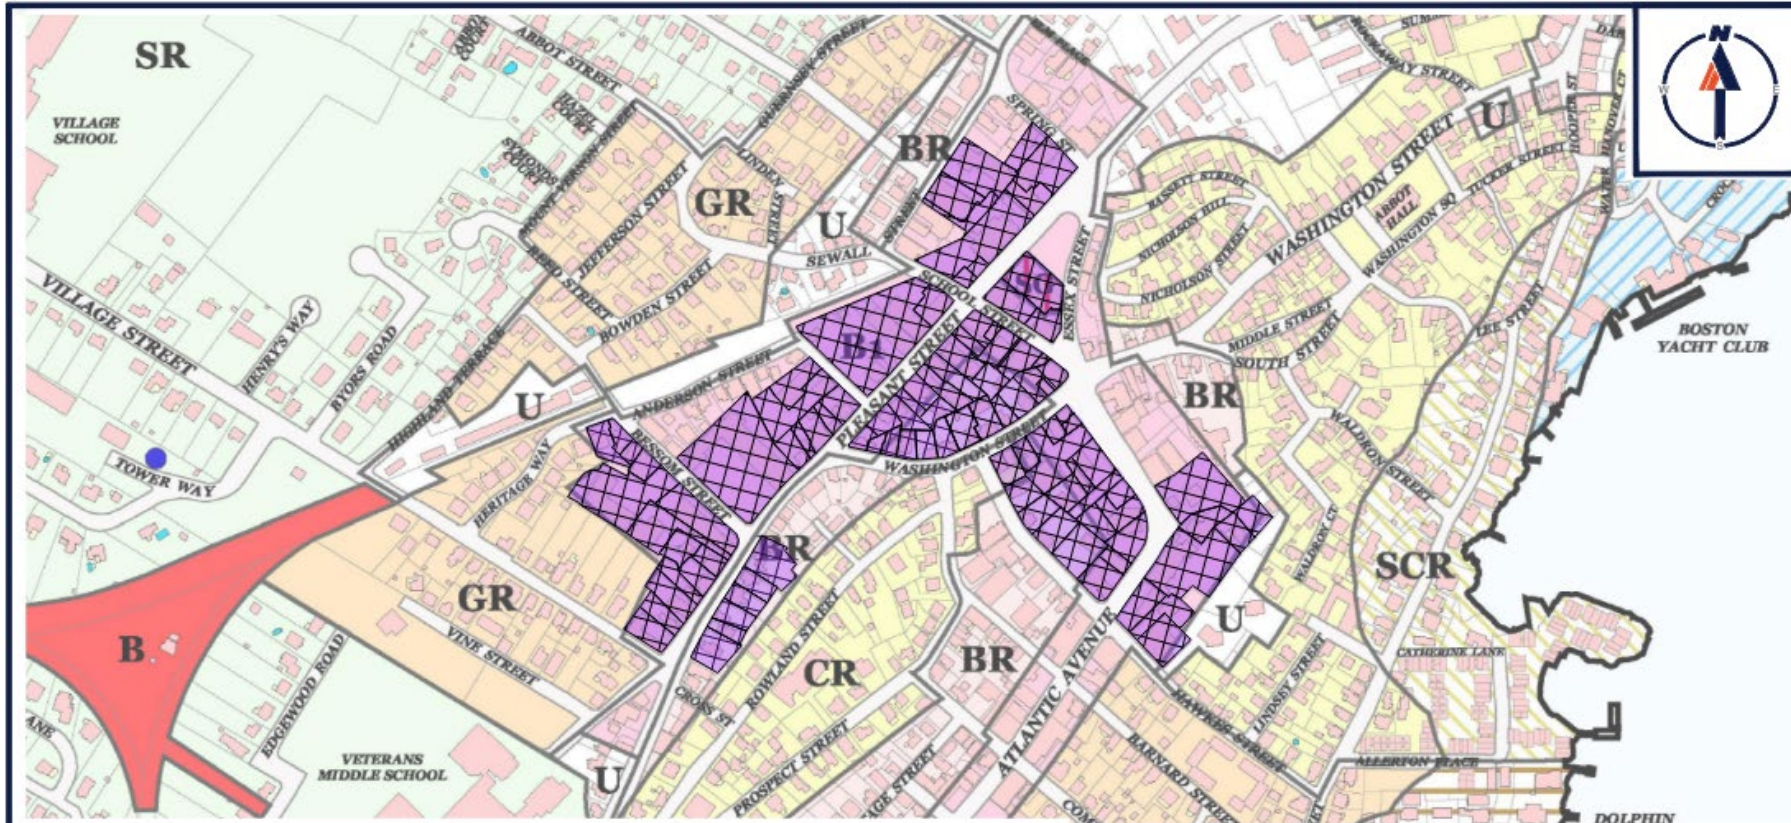 SR
VILLAGE
SCHOOL
ABBOT STREET
COURT
HAZEL
COURT
SYMONDS
COURT
JEFFERSON STREET
BOWDEN STREET
LINDEN
STREET
GR
BR
U
SEWALL
STREET
SPRING ST
VILLAGE STREET
HENRY'S WAY
BYORS ROAD
HIGHLAND TERRACE
TOWER WAY
B
U
ANDERSON STREET
HERITAGE WAY
BESSOM STREET
SCHOOL STREET
B1
PLEASANT STREET
ESSEX STREET
WASHINGTON STREET
BR
GR
VINE STREET
EDGEWOOD ROAD
VETERANS
MIDDLE SCHOOL
LANE
U
CROSS ST
ROWLAND STREET
CR
PROSPECT STREET
BR
ATLANTIC AVENUE
BARNARD STREET
HAWKES STREET
LINDSEY STREET
U
BASSETT STREET
NICHOLSON HILL
NICHOLSON STREET
WASHINGTON STREET
ABBOT
HALL
WASHINGTON SQ
TUCKER STREET
U
HOOPER ST
MIDDLE STREET
SOUTH STREET
BR
LEE STREET
WALDRON STREET
WALDRON CT
SCR
CATHERINE LANE
ALLERTON PLACE
BOSTON
YACHT CLUB
DOLPHIN
N
W
E
S